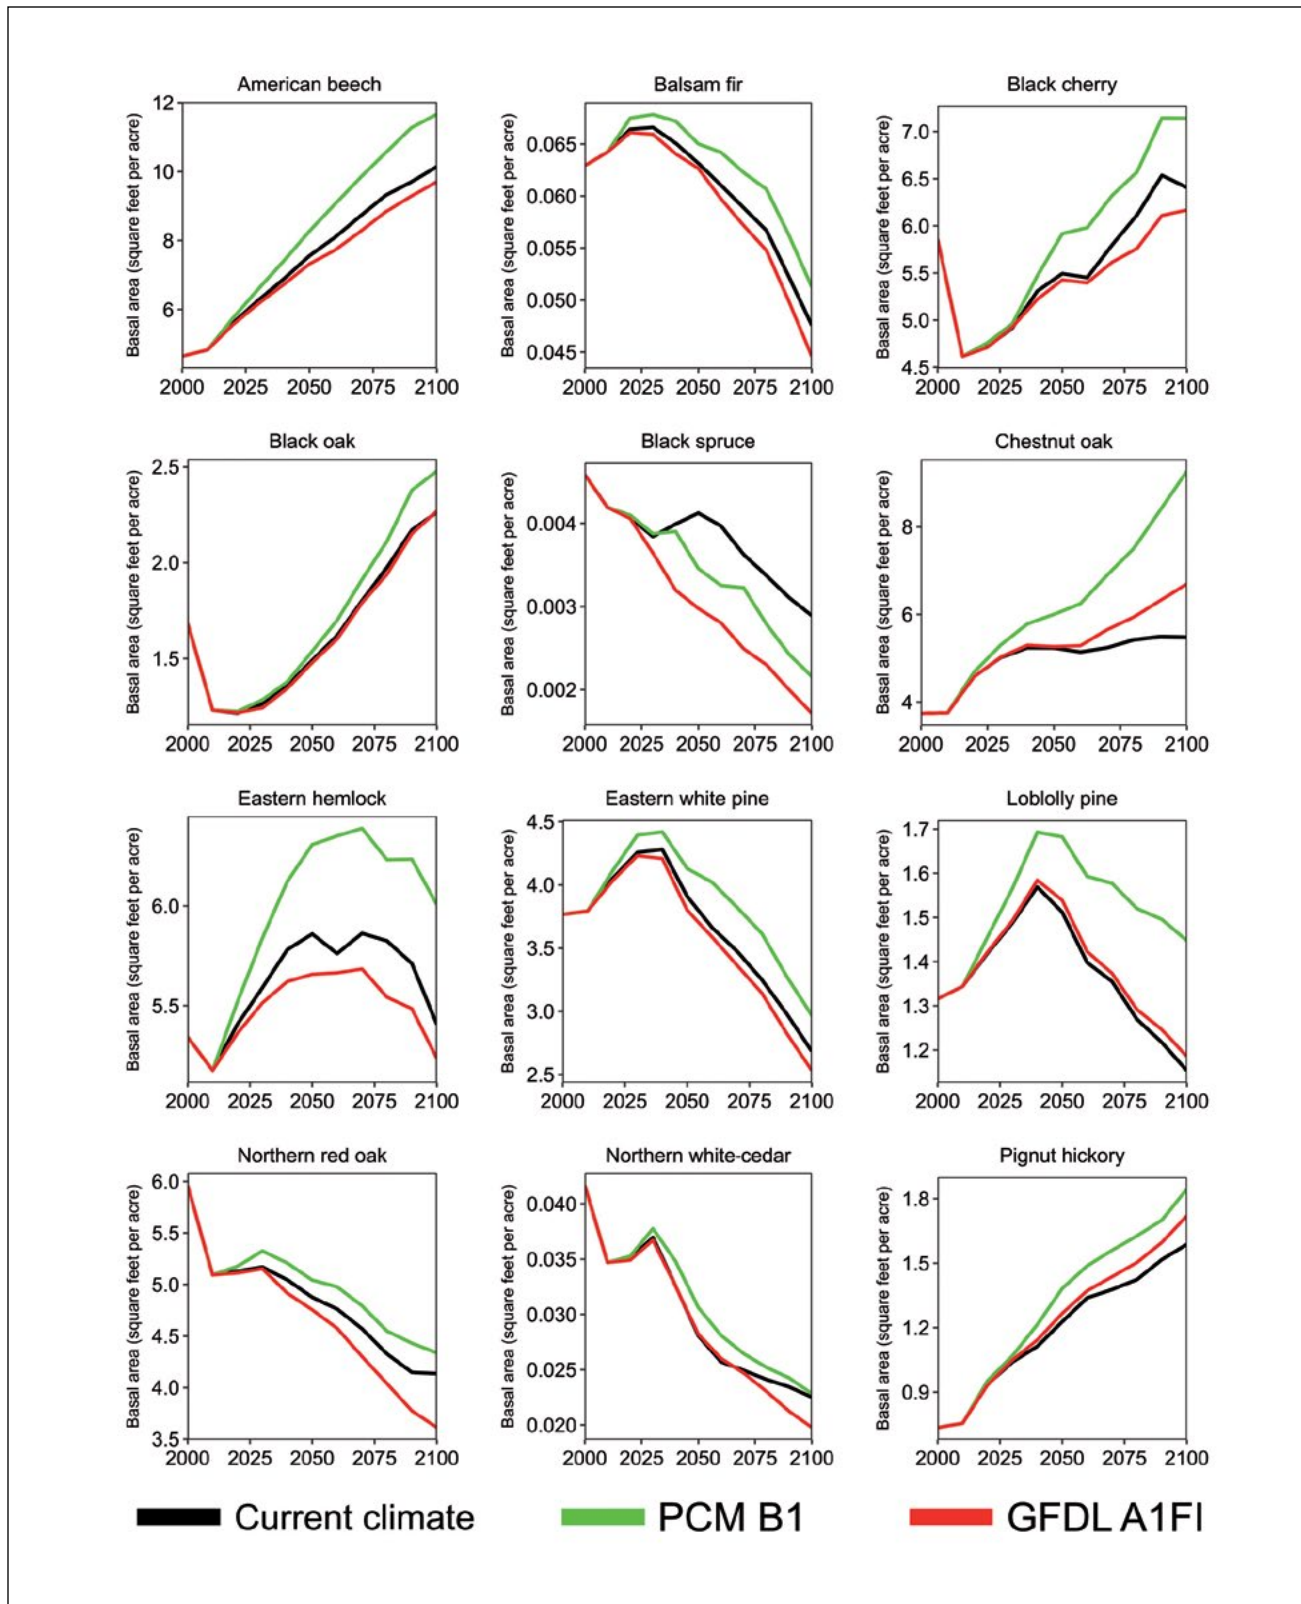 American beech
Balsam fir
Black cherry
Basal area (square feet per acre)
12
10
8
6
2000 2025 2050 2075 2100
Basal area (square feet per acre)
0.065
0.060
0.055
0.050
0.045
2000 2025 2050 2075 2100
Basal area (square feet per acre)
7.0
6.5
6.0
5.5
5.0
4.5
2000 2025 2050 2075 2100
Black oak
Black spruce
Chestnut oak
Basal area (square feet per acre)
2.5
2.0
1.5
2000 2025 2050 2075 2100
Basal area (square feet per acre)
0.004
0.003
0.002
2000 2025 2050 2075 2100
Basal area (square feet per acre)
8
6
4
2000 2025 2050 2075 2100
Eastern hemlock
Eastern white pine
Loblolly pine
Basal area (square feet per acre)
6.0
5.5
2000 2025 2050 2075 2100
Basal area (square feet per acre)
4.5
4.0
3.5
3.0
2.5
2000 2025 2050 2075 2100
Basal area (square feet per acre)
1.7
1.6
1.5
1.4
1.3
1.2
2000 2025 2050 2075 2100
Northern red oak
Northern white-cedar
Pignut hickory
Basal area (square feet per acre)
6.0
5.5
5.0
4.5
4.0
3.5
2000 2025 2050 2075 2100
Basal area (square feet per acre)
0.040
0.035
0.030
0.025
0.020
2000 2025 2050 2075 2100
Basal area (square feet per acre)
1.8
1.5
1.2
0.9
2000 2025 2050 2075 2100
Current climate
PCM B1
GFDL A1FI